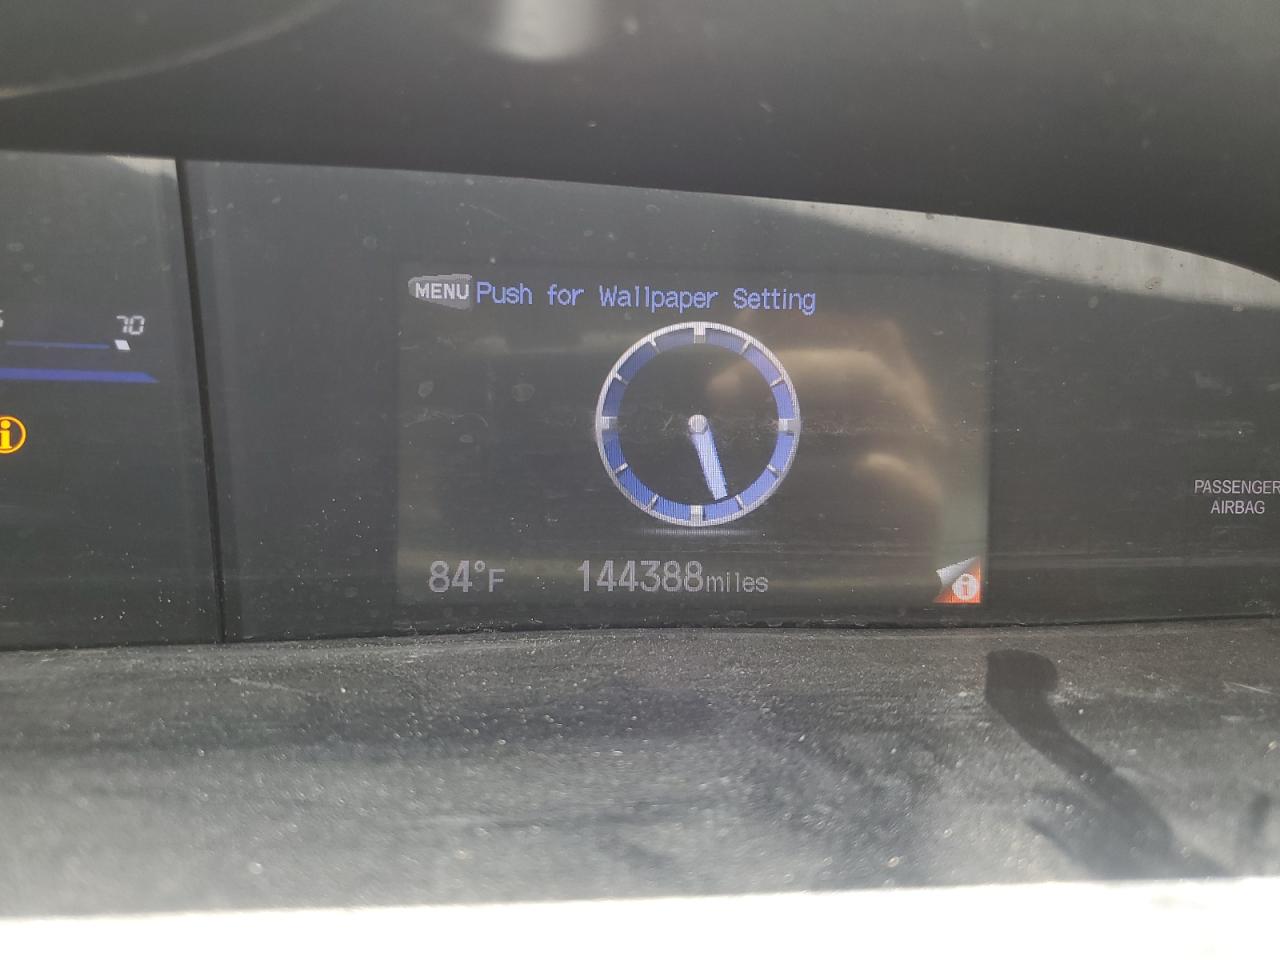 MENU Push for Wallpaper Setting
70
i
84°F 144388miles
i
PASSENGER
AIRBAG